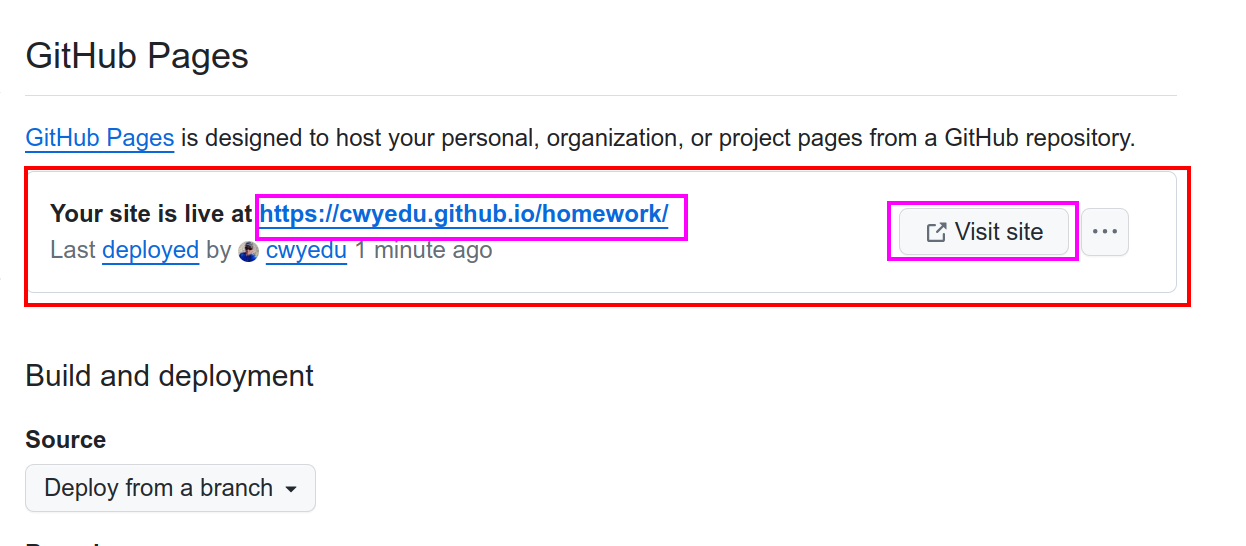 GitHub Pages
GitHub Pages is designed to host your personal, organization, or project pages from a GitHub repository.
Your site is live at https://cwyedu.github.io/homework/
Last deployed by cwyedu 1 minute ago
Visit site
Build and deployment
Source
Deploy from a branch